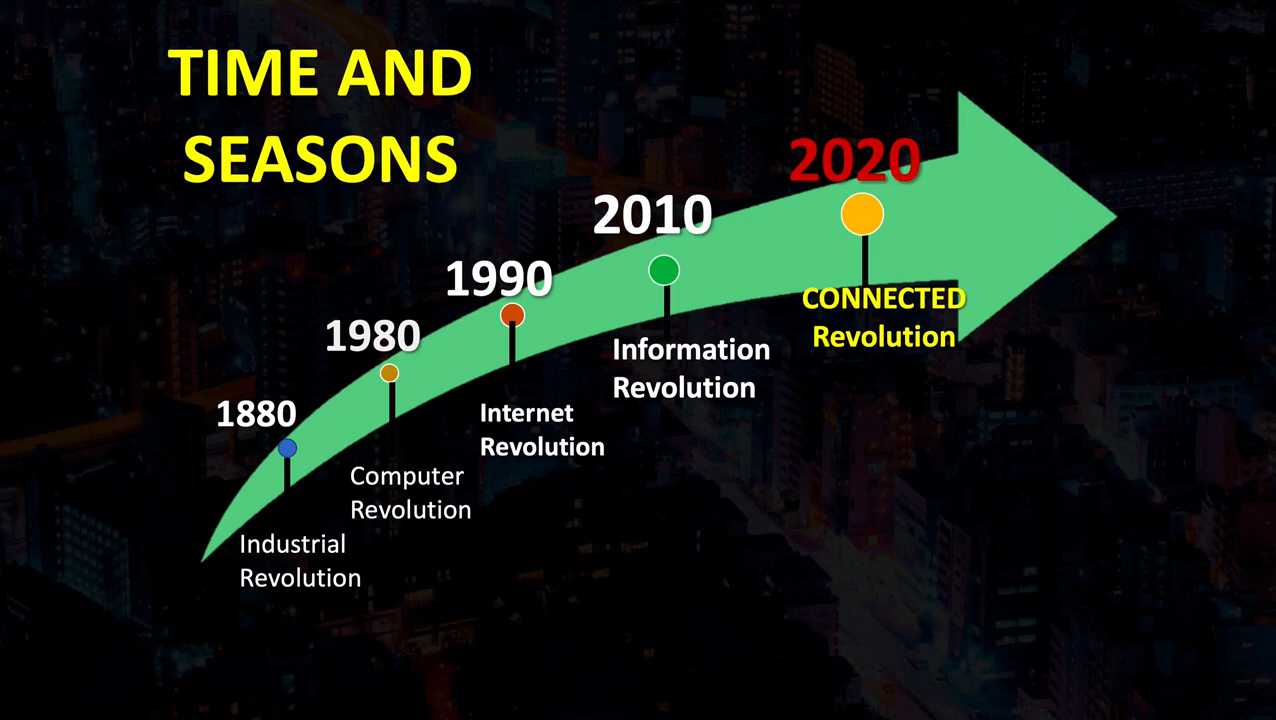 TIME AND
SEASONS
1880
Industrial
Revolution
1980
Computer
Revolution
1990
Internet
Revolution
2010
Information
Revolution
2020
CONNECTED
Revolution